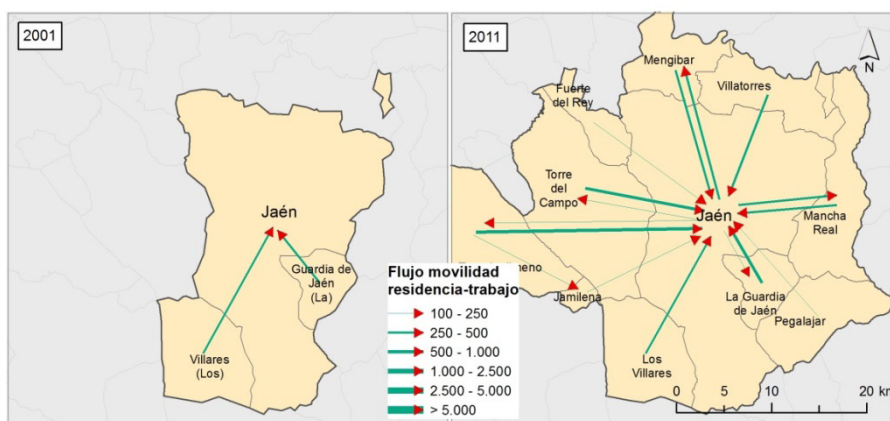 2001
Jaén
Guardia de
Jaén
(La)
Villares
(Los)
2011
N
Mengibar
Villatorres
Fuerte
del Rey
Torre
del
Campo
Jaén
Mancha
Real
Jamilena
La Guardia
de Jaén
Pegalajar
Los
Villares
Flujo movilidad
residencia-trabajo
100 - 250
250 - 500
500 - 1.000
1.000 - 2.500
2.500 - 5.000
> 5.000
0 5 10 20 km